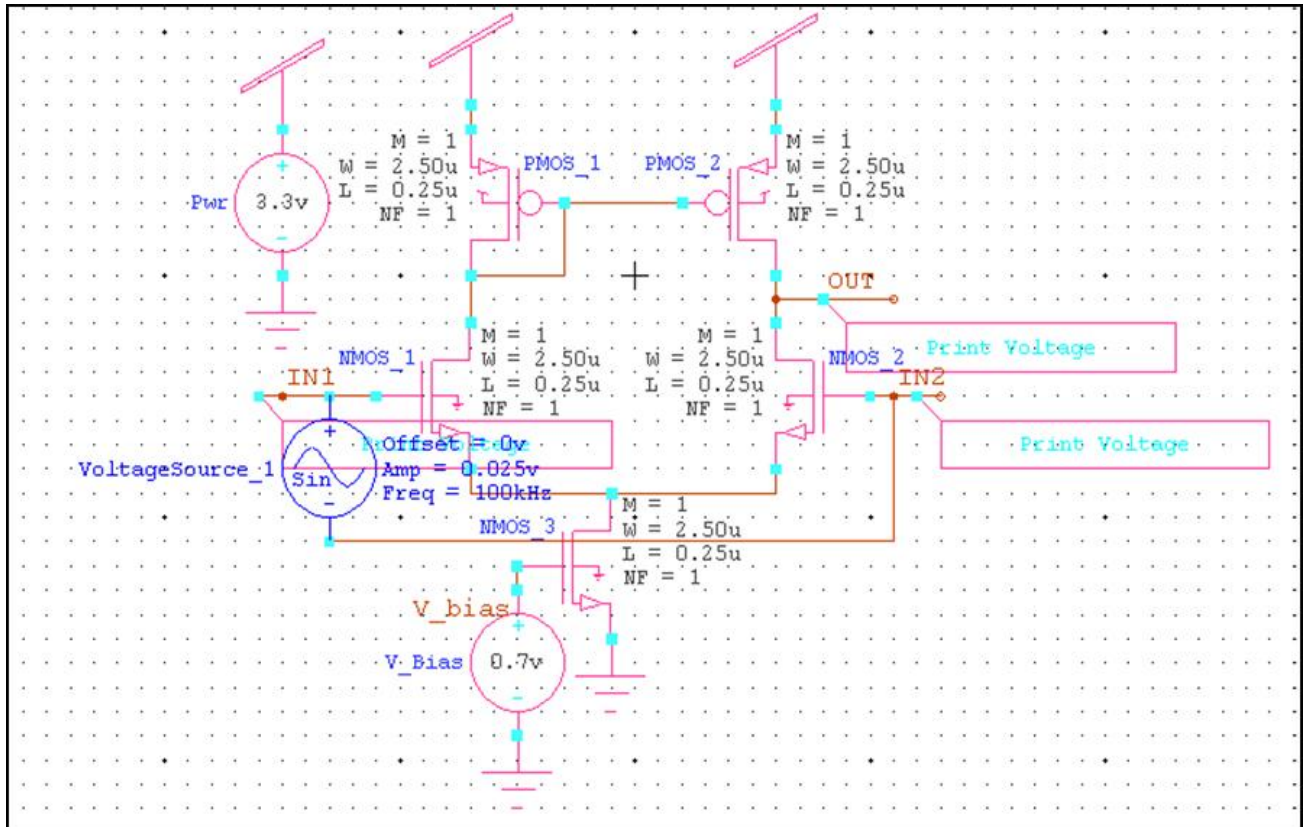 M = 1
W = 2.50u
L = 0.25u
NF = 1
PMOS_1
PMOS_2
M = 1
W = 2.50u
L = 0.25u
NF = 1
Pwr
+
3.3v
-
OUT
Print Voltage
NMOS_1
M = 1
W = 2.50u
L = 0.25u
NF = 1
M = 1
W = 2.50u
L = 0.25u
NF = 1
NMOS_2
IN1
IN2
Print Voltage
VoltageSource_1
+
Sin
-
Offset = 0v
Amp = 0.025v
Freq = 100kHz
NMOS_3
M = 1
W = 2.50u
L = 0.25u
NF = 1
V_bias
V_Bias
+
0.7v
-